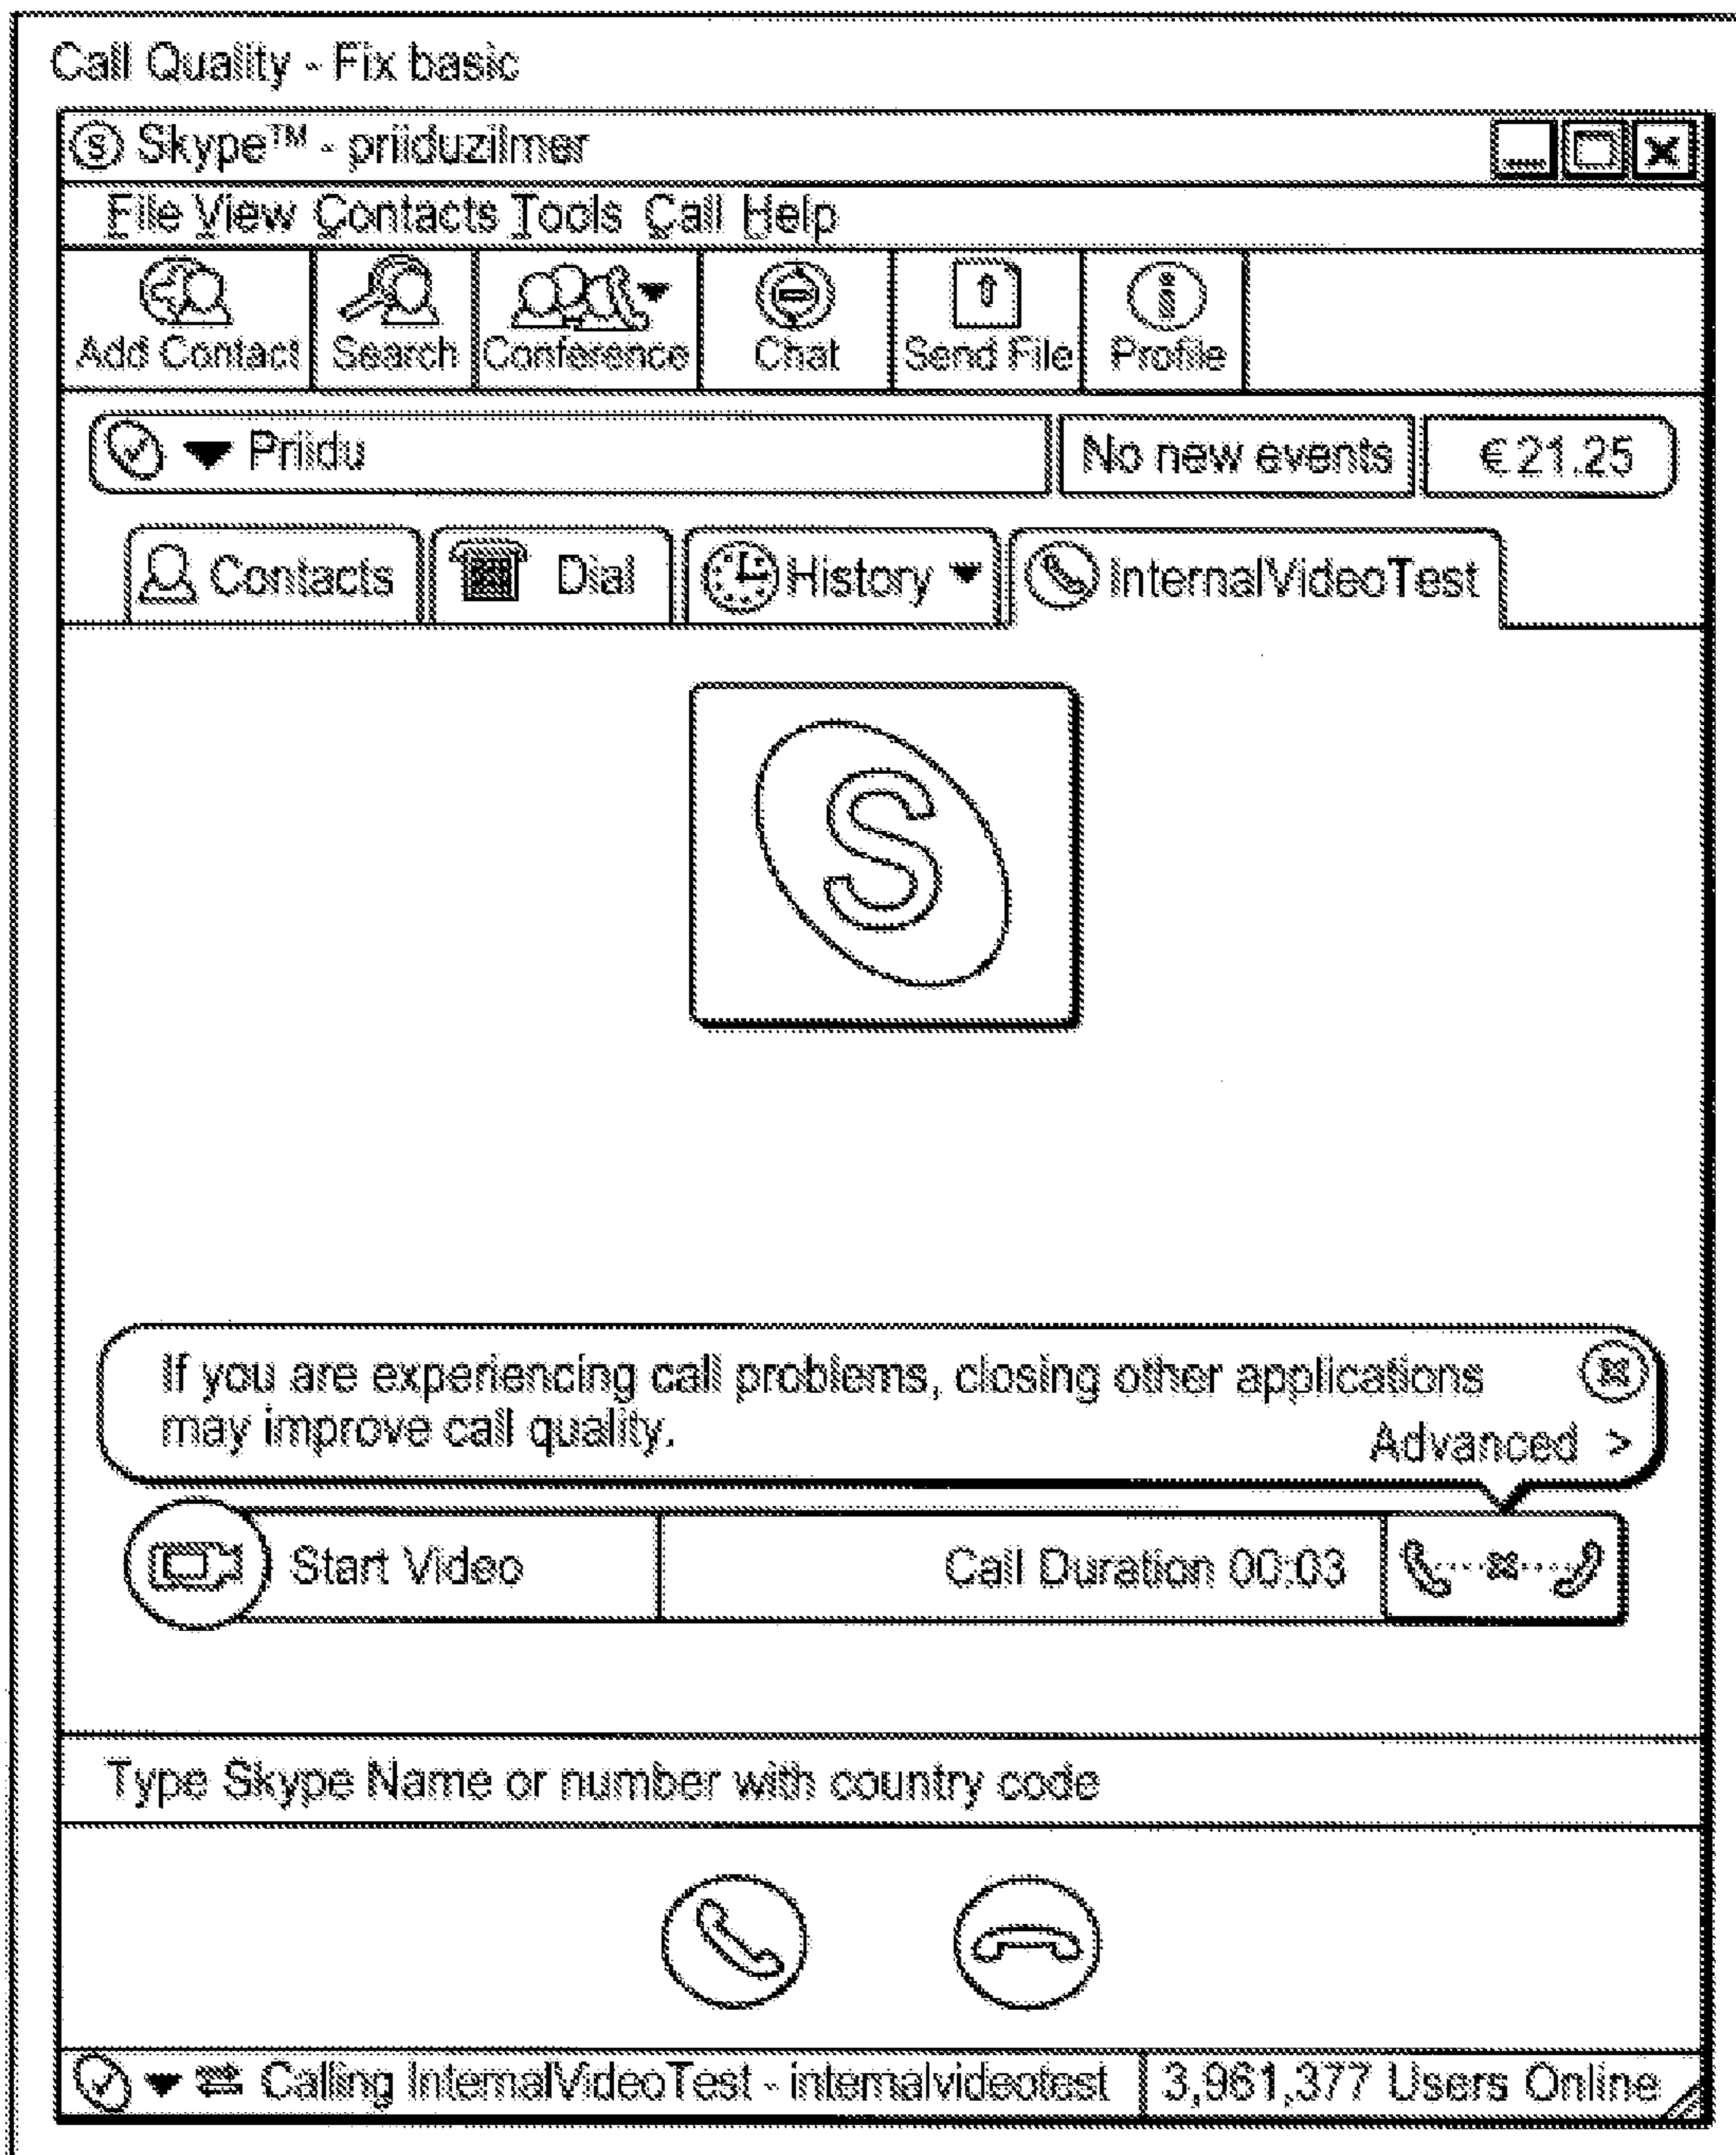 Call Quality - Fix basic
S Skype™ - priiduzilmer
File View Contacts Tools Call Help
Add Contact Search Conference Chat Send File Profile
Priidu No new events €21.25
Contacts Dial History InternalVideoTest
S
If you are experiencing call problems, closing other applications
may improve call quality.
Advanced >
Start Video Call Duration 00:03
Type Skype Name or number with country code
Calling InternalVideoTest - internalvideotest 3,961,377 Users Online